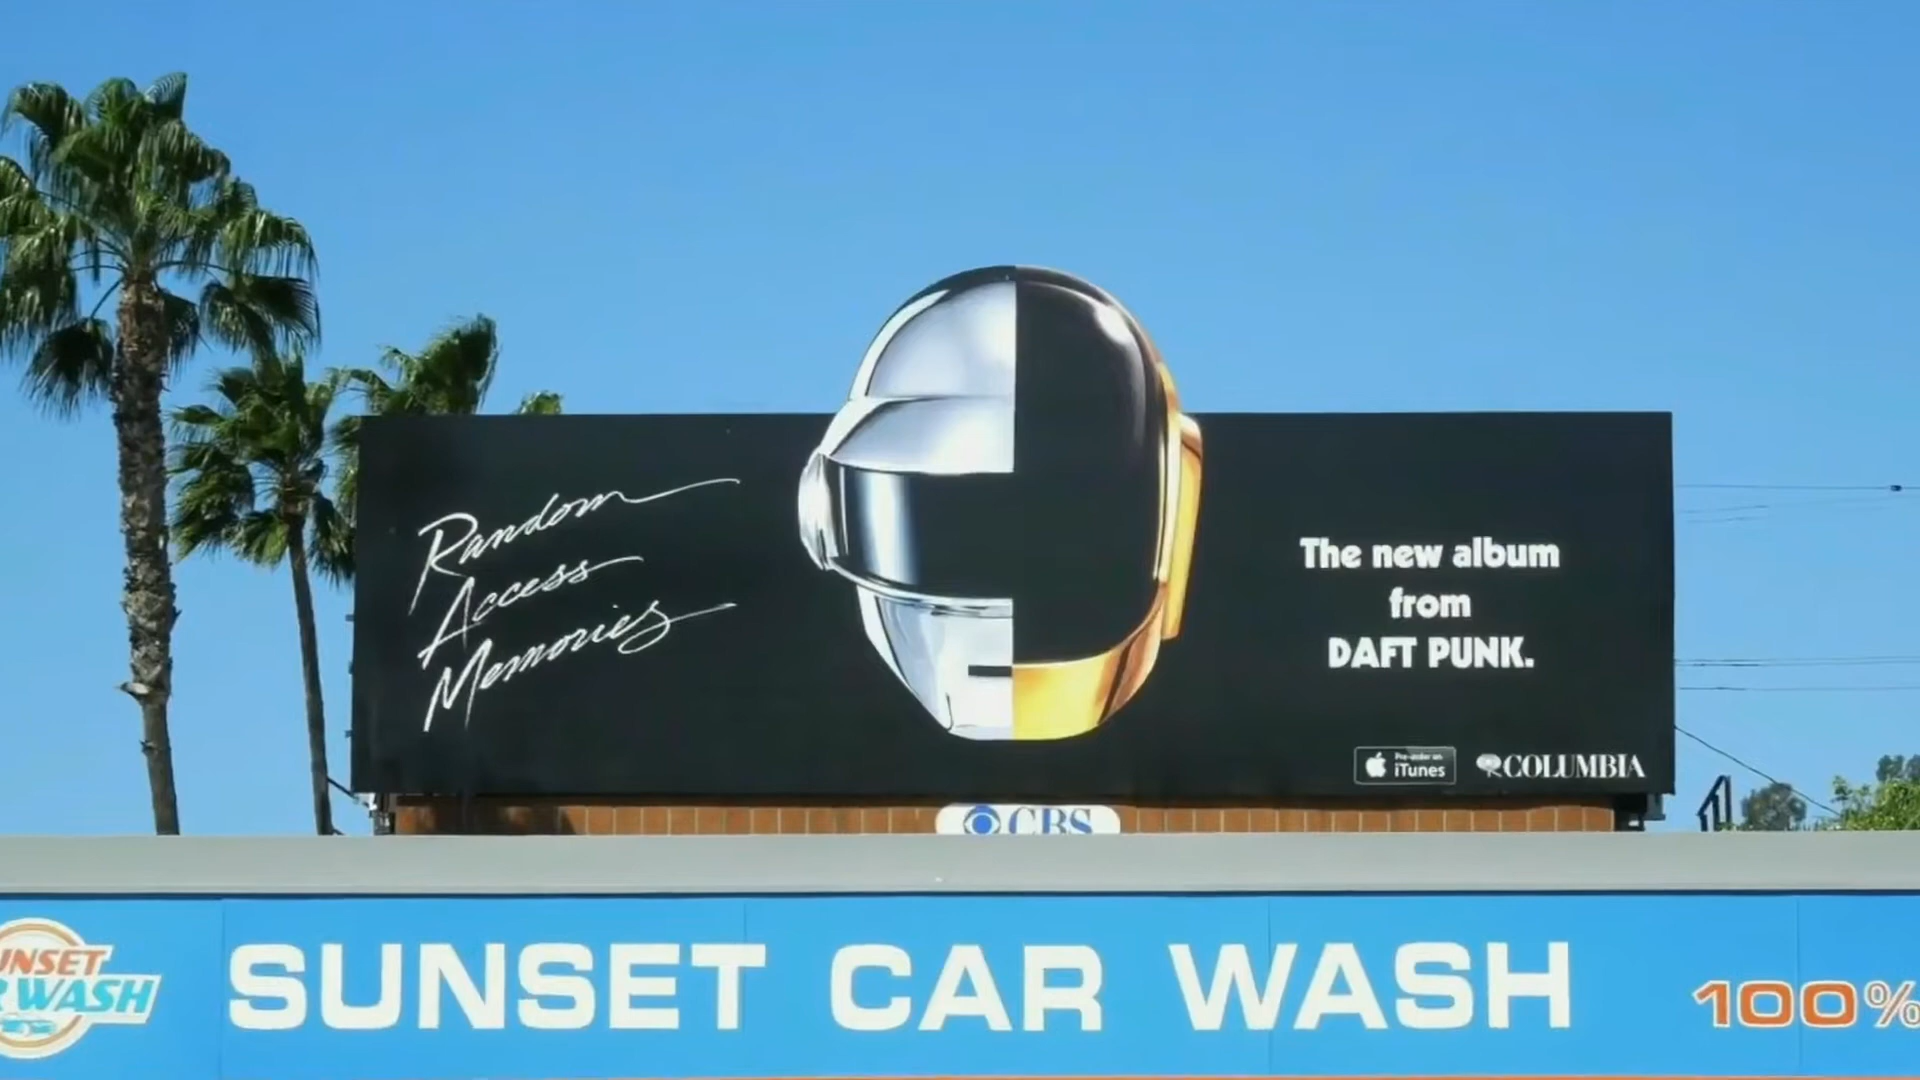 Random
Access
Memories
The new album
from
DAFT PUNK.
Pre-order on
iTunes
COLUMBIA
CBS
UNSET
R WASH
SUNSET CAR WASH
100%